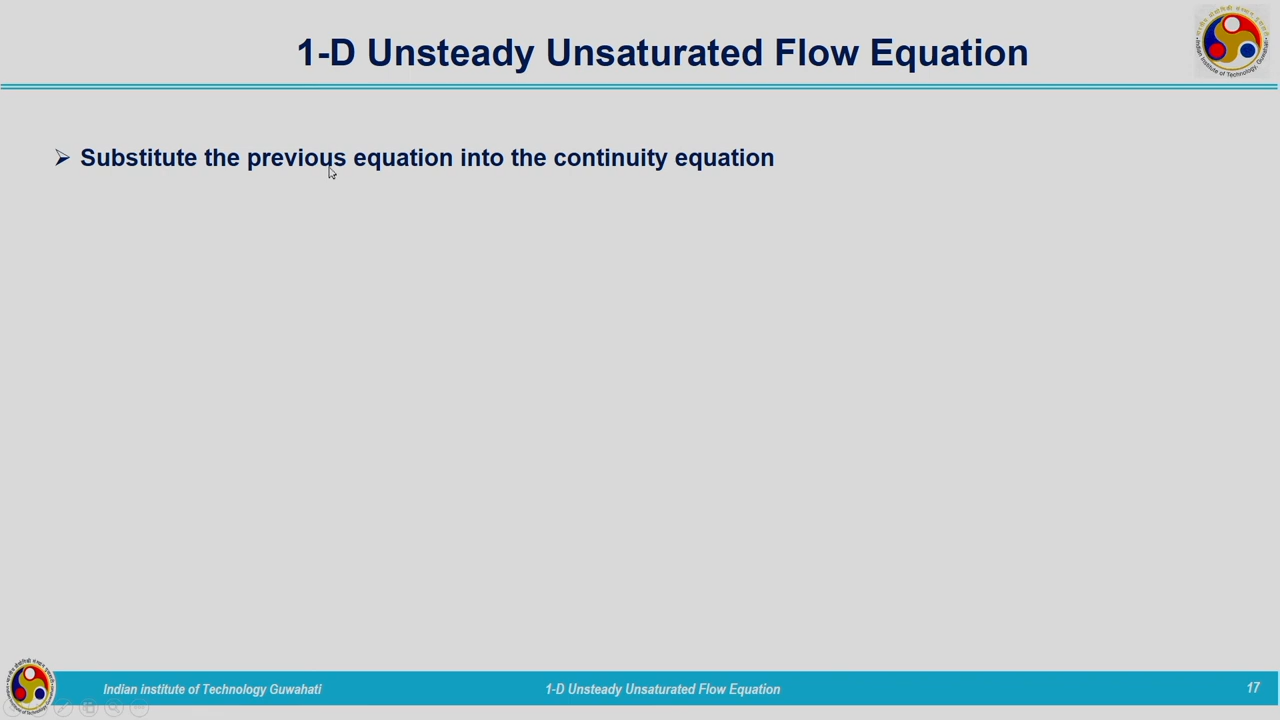 1-D Unsteady Unsaturated Flow Equation
Substitute the previous equation into the continuity equation
Indian institute of Technology Guwahati
1-D Unsteady Unsaturated Flow Equation
17